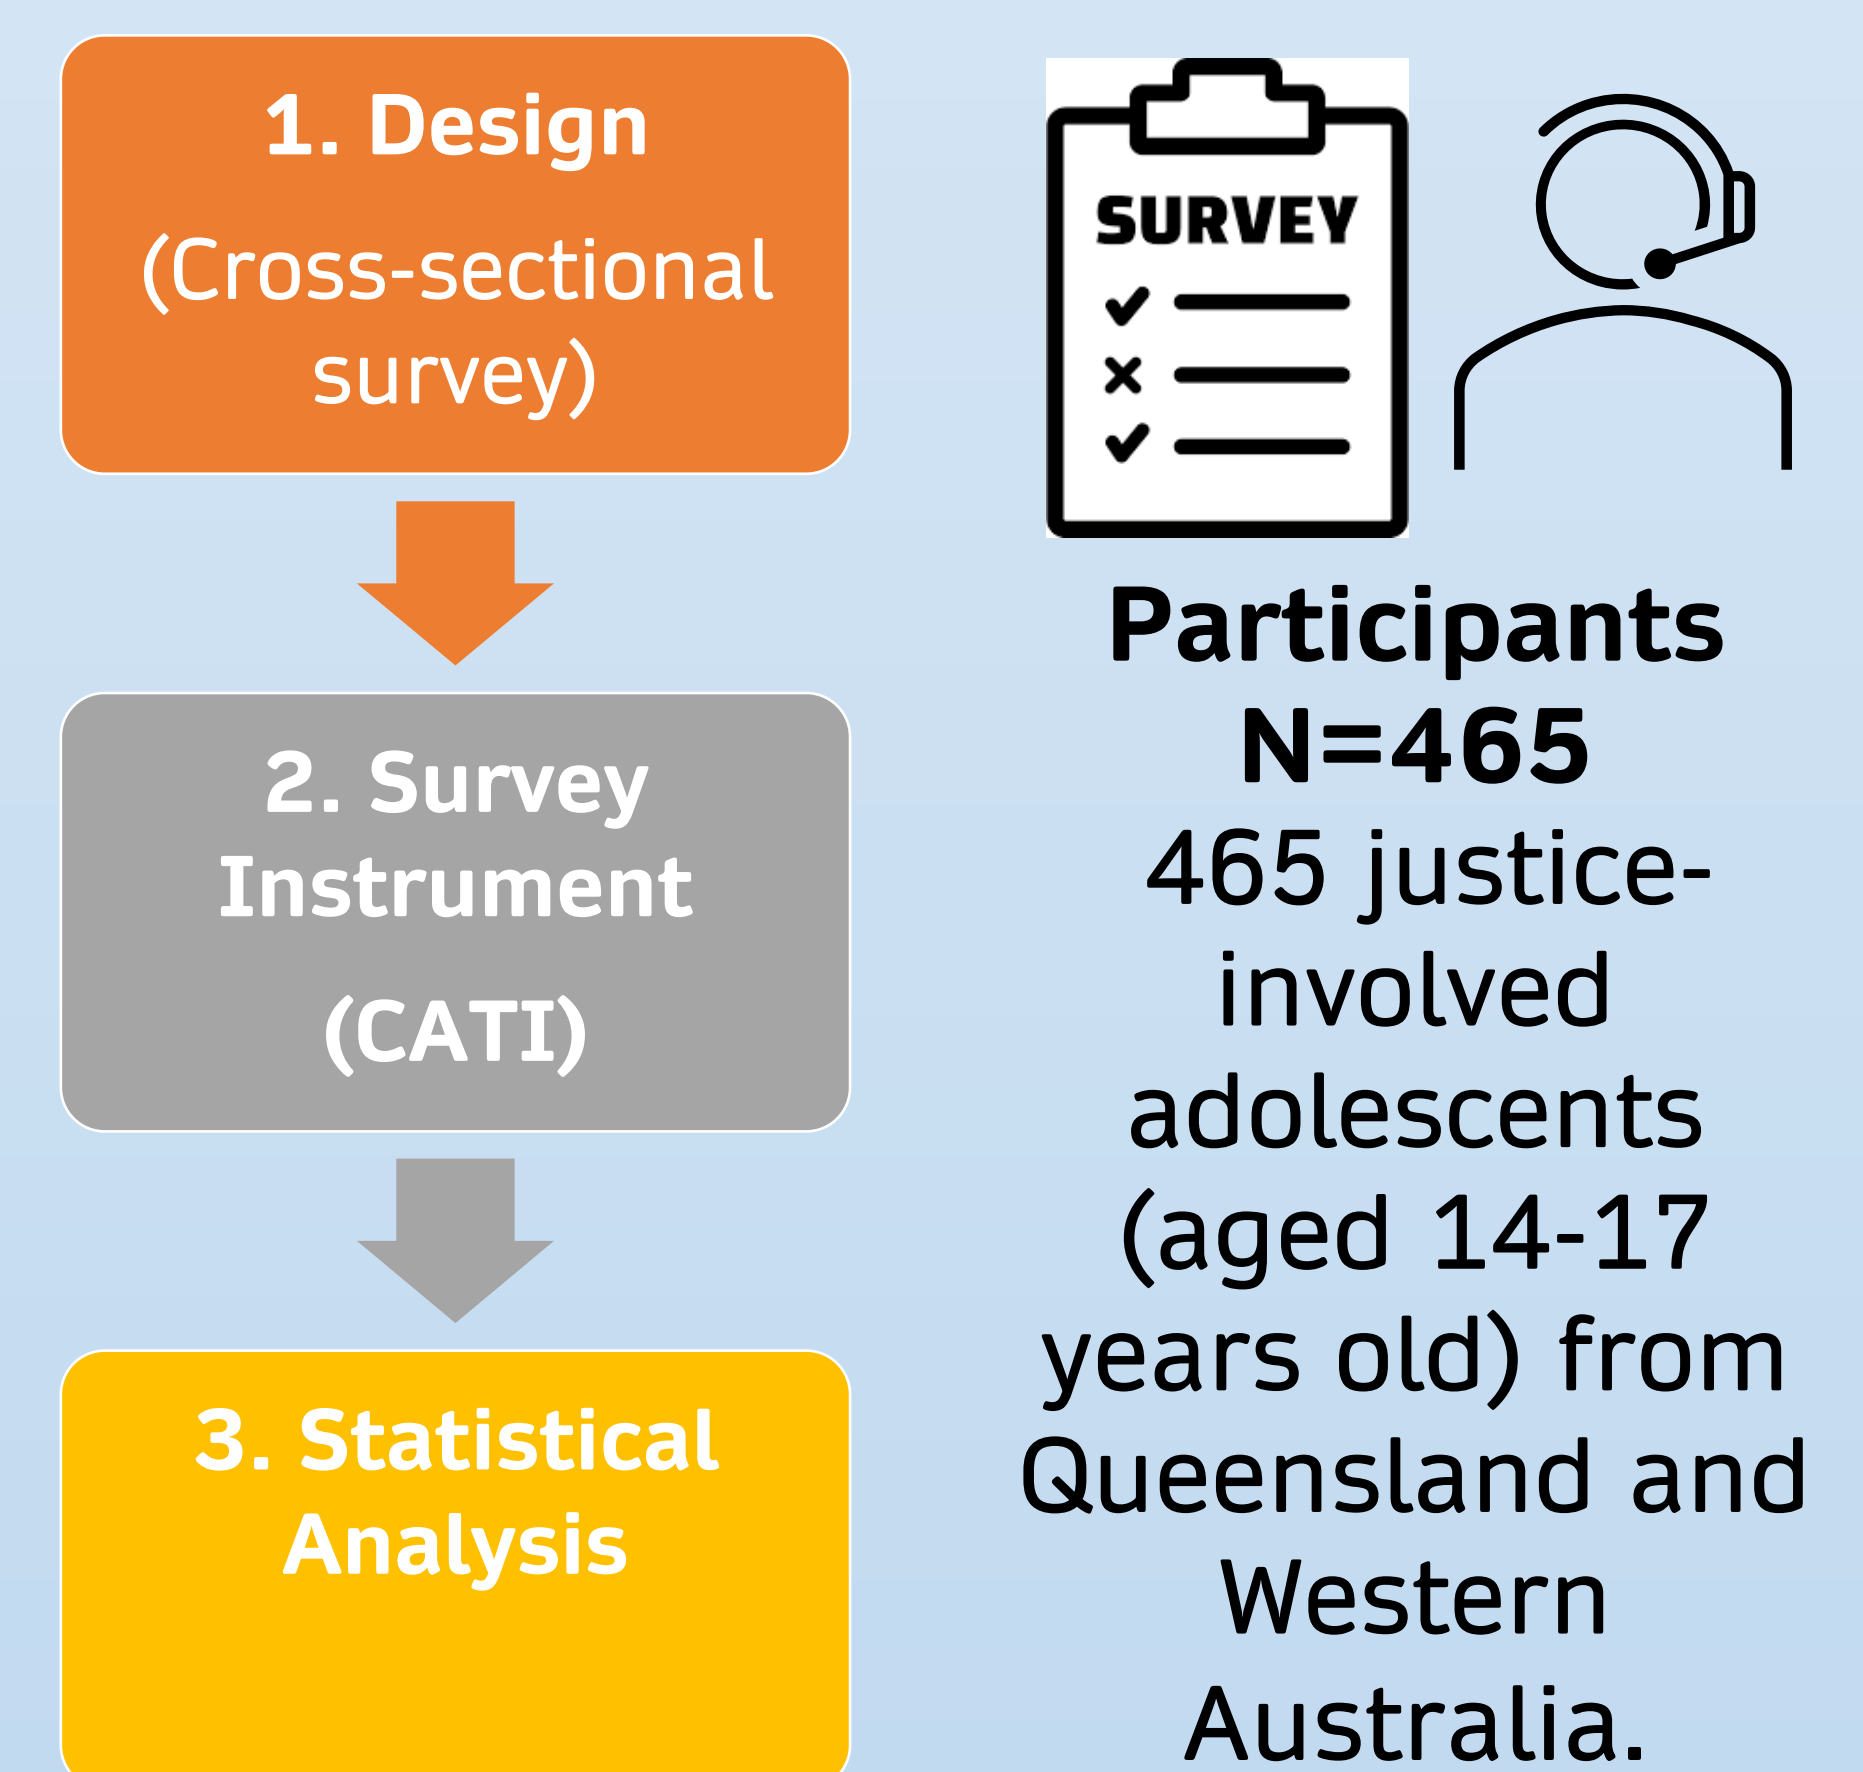 1. Design
(Cross-sectional
survey)
2. Survey
Instrument
(CATI)
3. Statistical
Analysis
SURVEY
Participants
N=465
465 justice-
involved
adolescents
(aged 14-17
years old) from
Queensland and
Western
Australia.